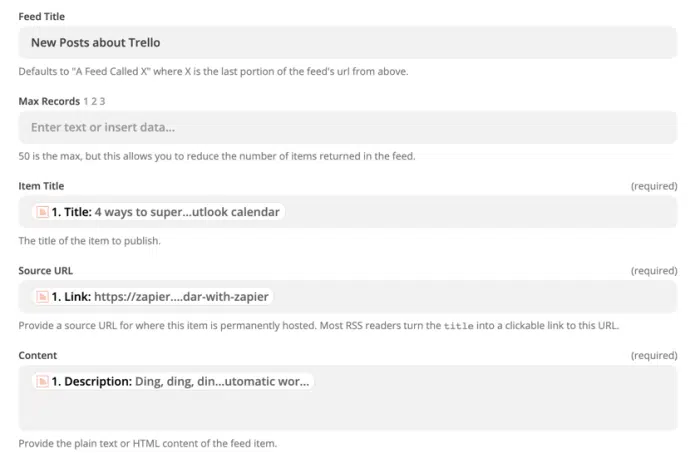 Feed Title
New Posts about Trello
Defaults to "A Feed Called X" where X is the last portion of the feed's url from above.
Max Records 1 2 3
Enter text or insert data...
50 is the max, but this allows you to reduce the number of items returned in the feed.
Item Title (required)
1. Title: 4 ways to super...utlook calendar
The title of the item to publish.
Source URL (required)
1. Link: https://zapier....dar-with-zapier
Provide a source URL for where this item is permanently hosted. Most RSS readers turn the title into a clickable link to this URL.
Content (required)
1. Description: Ding, ding, din...utomatic wor...
Provide the plain text or HTML content of the feed item.